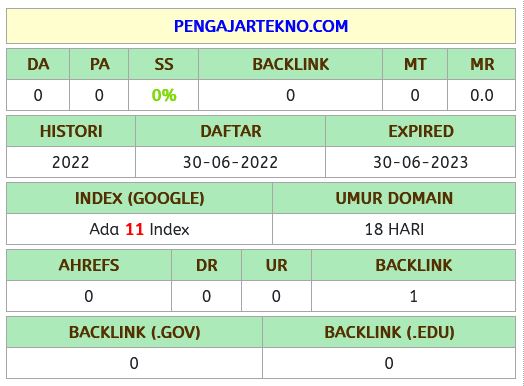 PENGAJARTEKNO.COM
DA PA SS BACKLINK MT MR
0 0 0% 0 0 0.0
HISTORI DAFTAR EXPIRED
2022 30-06-2022 30-06-2023
INDEX (GOOGLE) UMUR DOMAIN
Ada 11 Index 18 HARI
AHREFS DR UR BACKLINK
0 0 0 1
BACKLINK (.GOV) BACKLINK (.EDU)
0 0